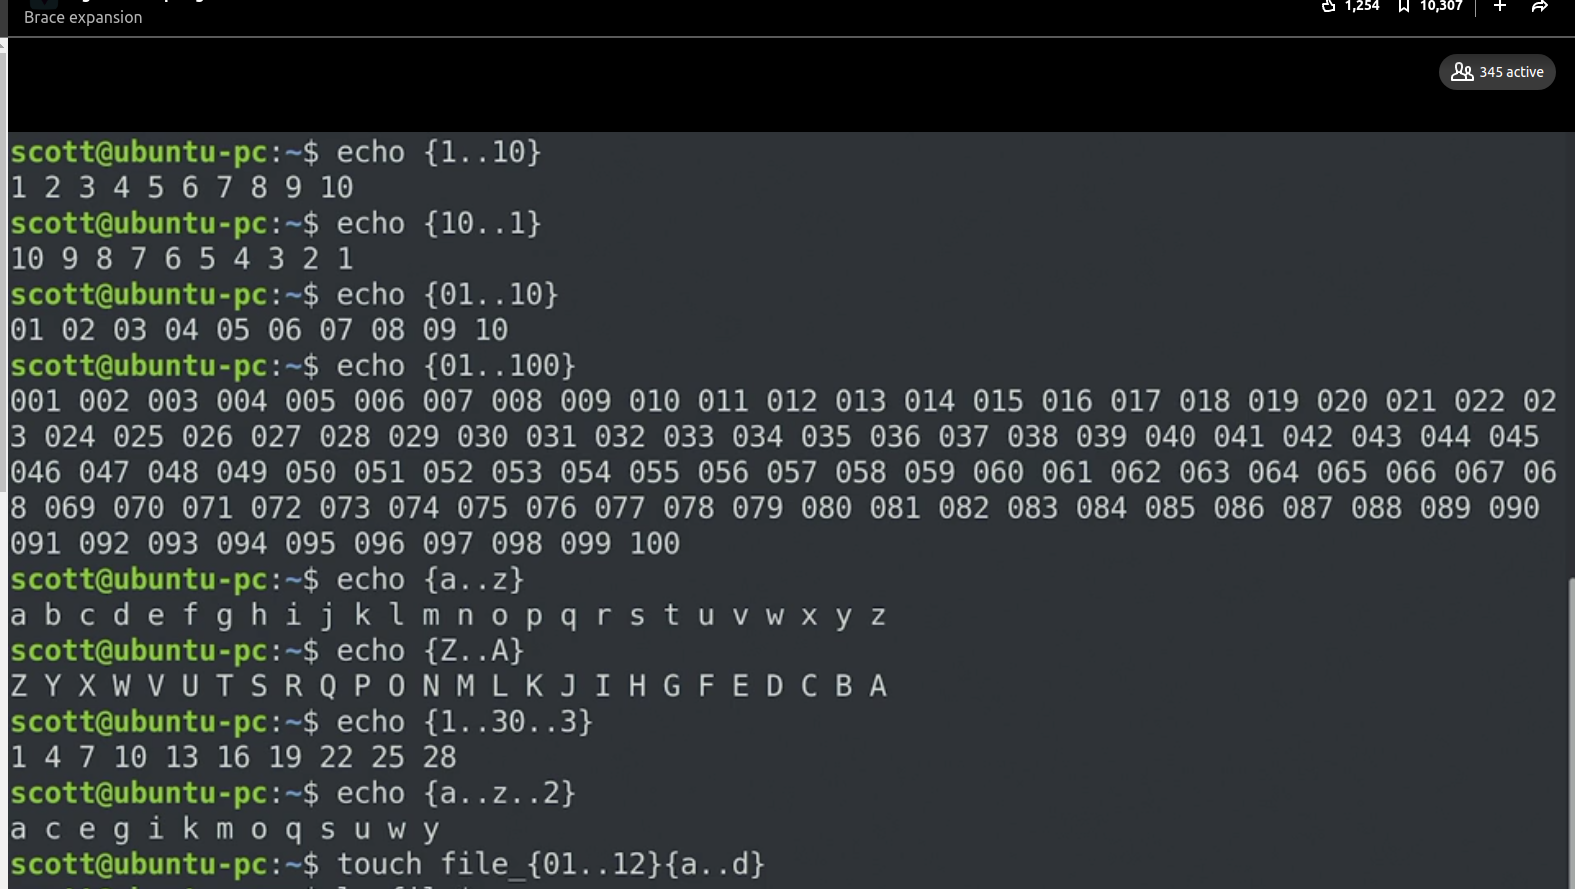 Brace expansion
1,254
10,307
345 active
scott@ubuntu-pc:~$ echo {1..10}
1 2 3 4 5 6 7 8 9 10
scott@ubuntu-pc:~$ echo {10..1}
10 9 8 7 6 5 4 3 2 1
scott@ubuntu-pc:~$ echo {01..10}
01 02 03 04 05 06 07 08 09 10
scott@ubuntu-pc:~$ echo {01..100}
001 002 003 004 005 006 007 008 009 010 011 012 013 014 015 016 017 018 019 020 021 022 02
3 024 025 026 027 028 029 030 031 032 033 034 035 036 037 038 039 040 041 042 043 044 045
046 047 048 049 050 051 052 053 054 055 056 057 058 059 060 061 062 063 064 065 066 067 06
8 069 070 071 072 073 074 075 076 077 078 079 080 081 082 083 084 085 086 087 088 089 090
091 092 093 094 095 096 097 098 099 100
scott@ubuntu-pc:~$ echo {a..z}
a b c d e f g h i j k l m n o p q r s t u v w x y z
scott@ubuntu-pc:~$ echo {Z..A}
Z Y X W V U T S R Q P O N M L K J I H G F E D C B A
scott@ubuntu-pc:~$ echo {1..30..3}
1 4 7 10 13 16 19 22 25 28
scott@ubuntu-pc:~$ echo {a..z..2}
a c e g i k m o q s u w y
scott@ubuntu-pc:~$ touch file_{01..12}{a..d}